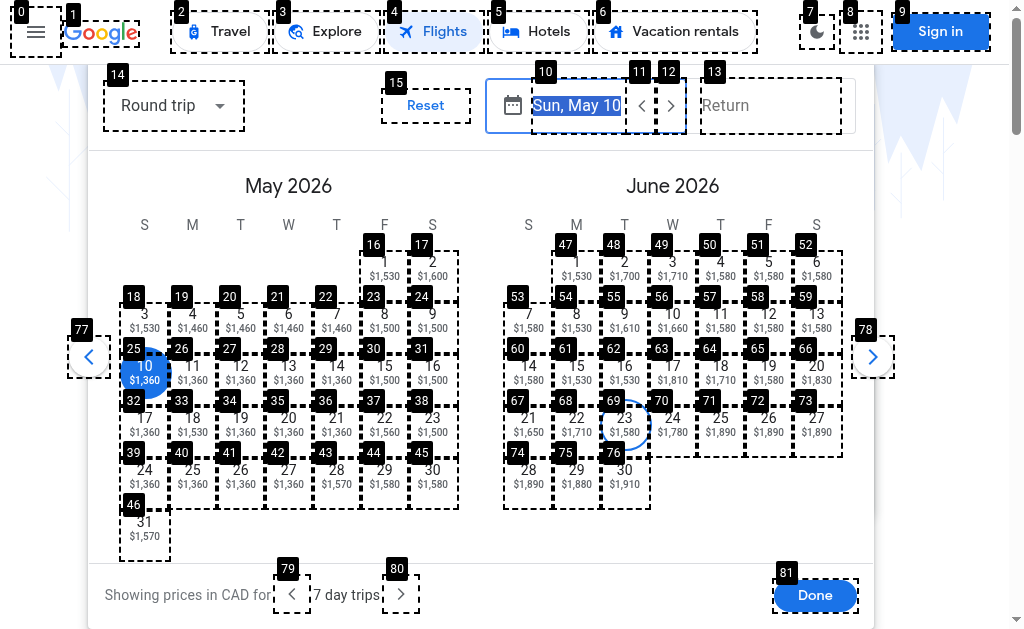 0 1 2 3 4 5 6 7 8 9
Google Travel Explore Flights Hotels Vacation rentals Sign in
14 15 10 11 12 13
Round trip Reset Sun, May 10 Return
May 2026 June 2026
S M T W T F S S M T W T F S
16 17 47 48 49 50 51 52
1 2 1 2 3 4 5 6
$1,530 $1,600 $1,530 $1,700 $1,710 $1,580 $1,580 $1,580
18 19 20 21 22 23 24 53 54 55 56 57 58 59
3 4 5 6 7 8 9 7 8 9 10 11 12 13
$1,530 $1,460 $1,460 $1,460 $1,460 $1,500 $1,500 $1,580 $1,530 $1,610 $1,660 $1,580 $1,580 $1,580
77 25 26 27 28 29 30 31 60 61 62 63 64 65 66 78
10 11 12 13 14 15 16 14 15 16 17 18 19 20
$1,360 $1,360 $1,360 $1,360 $1,360 $1,500 $1,500 $1,580 $1,530 $1,530 $1,810 $1,710 $1,580 $1,830
32 33 34 35 36 37 38 67 68 69 70 71 72 73
17 18 19 20 21 22 23 21 22 23 24 25 26 27
$1,360 $1,530 $1,360 $1,360 $1,360 $1,560 $1,500 $1,650 $1,710 $1,580 $1,780 $1,890 $1,890 $1,890
39 40 41 42 43 44 45 74 75 76
24 25 26 27 28 29 30 28 29 30
$1,360 $1,360 $1,360 $1,360 $1,570 $1,580 $1,580 $1,890 $1,880 $1,910
46
31
$1,570
79 80 81
Showing prices in CAD for 7 day trips Done